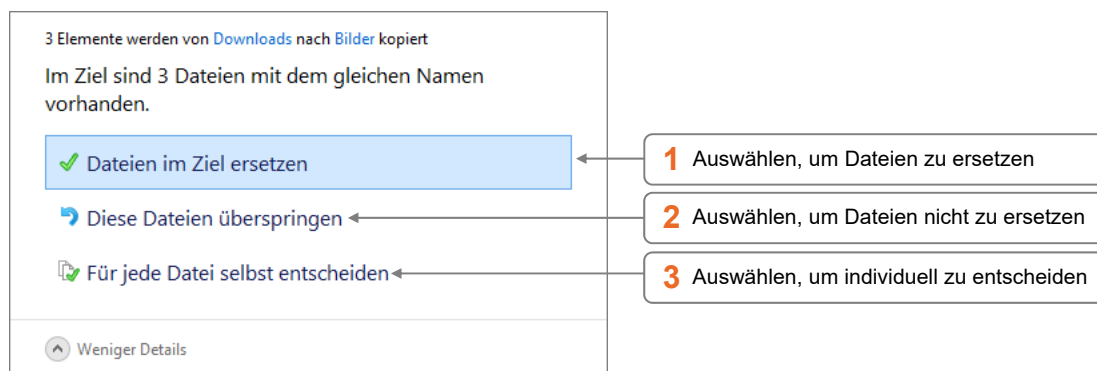 3 Elemente werden von Downloads nach Bilder kopiert
Im Ziel sind 3 Dateien mit dem gleichen Namen
vorhanden.
Dateien im Ziel ersetzen
1 Auswählen, um Dateien zu ersetzen
Diese Dateien überspringen
2 Auswählen, um Dateien nicht zu ersetzen
Für jede Datei selbst entscheiden
3 Auswählen, um individuell zu entscheiden
Weniger Details